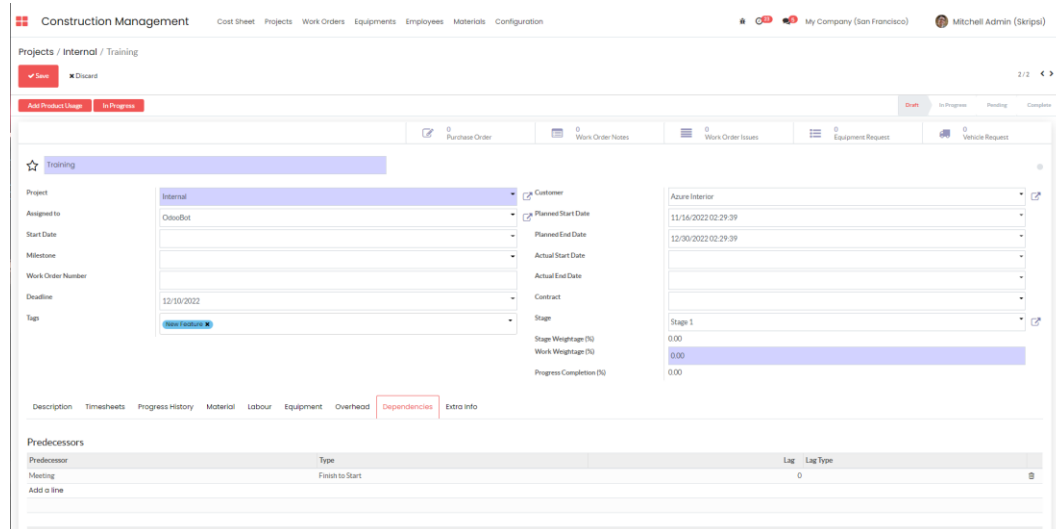 Construction Management Cost Sheet Projects Work Orders Equipments Employees Materials Configuration My Company (San Francisco) Mitchell Admin (Skripsi)
Projects / Internal / Training
Save Discard 2/2
Add Product Usage In Progress Draft In Progress Pending Complete
0 Purchase Order 0 Work Order Notes 0 Work Order Issues 0 Equipment Request 0 Vehicle Request
Training
Project Internal Customer Azure Interior
Assigned to OdooBot Planned Start Date 11/16/2022 02:29:39
Start Date Planned End Date 12/30/2022 02:29:39
Milestone Actual Start Date
Work Order Number Actual End Date
Deadline 12/10/2022 Contract
Tags New Feature Stage Stage 1
Stage Weightage (%) 0.00
Work Weightage (%) 0.00
Progress Completion (%) 0.00
Description Timesheets Progress History Material Labour Equipment Overhead Dependencies Extra Info
Predecessors
Predecessor Type Lag Lag Type
Meeting Finish to Start 0
Add a line